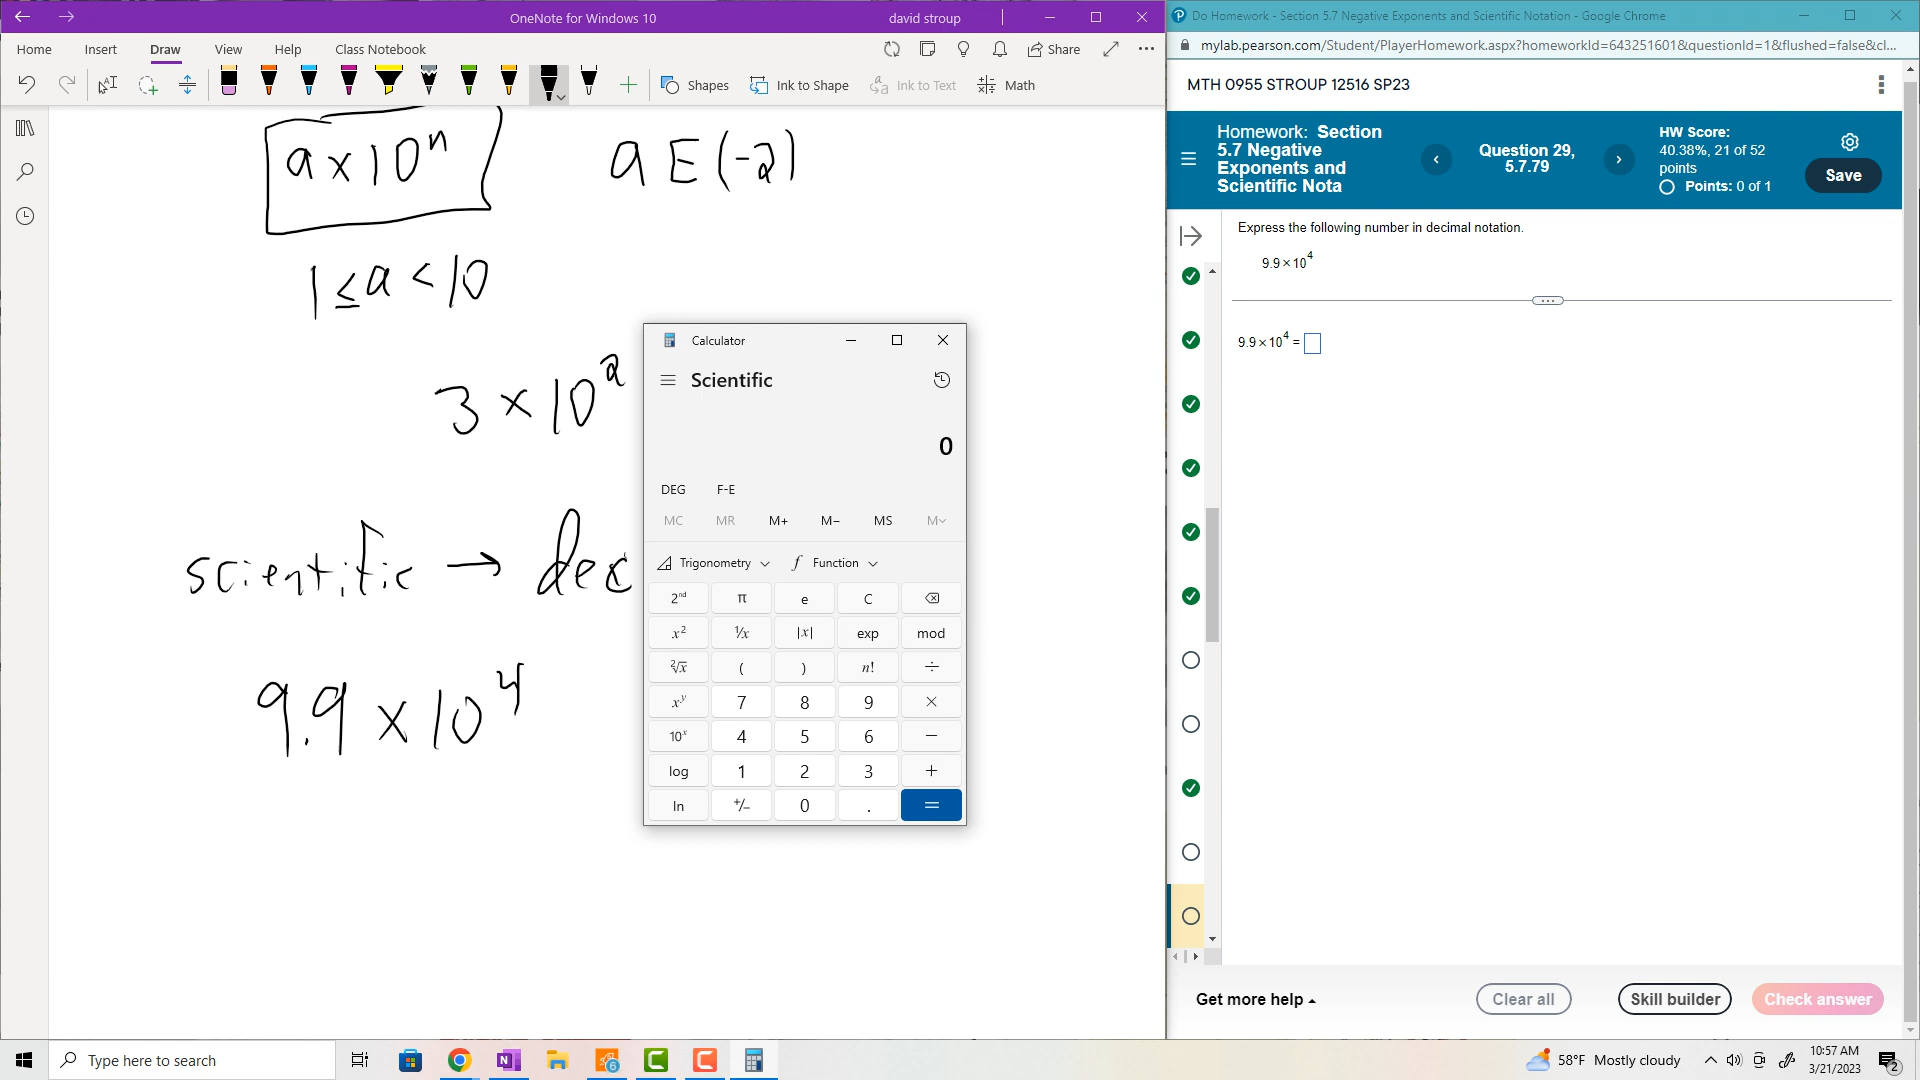 OneNote for Windows 10
david stroup
Home Insert Draw View Help Class Notebook
Share
Shapes Ink to Shape Ink to Text Math
a x 10ⁿ
a E (-2)
1 ≤ a < 10
3 x 10²
scientific → dec
9.9 x 10⁴
Calculator
Scientific
0
DEG F-E
MC MR M+ M− MS M˅
Trigonometry f Function
2ⁿᵈ π e C
x² ¹⁄x |x| exp mod
²√x ( ) n! ÷
xʸ 7 8 9 ×
10ˣ 4 5 6 −
log 1 2 3 +
ln +/− 0 . =
Do Homework - Section 5.7 Negative Exponents and Scientific Notation - Google Chrome
mylab.pearson.com/Student/PlayerHomework.aspx?homeworkId=643251601&questionId=1&flushed=false&cl...
MTH 0955 STROUP 12516 SP23
Homework: Section
5.7 Negative
Exponents and
Scientific Nota
Question 29,
5.7.79
HW Score:
40.38%, 21 of 52
points
Points: 0 of 1
Save
Express the following number in decimal notation.
9.9 × 10⁴
9.9 × 10⁴ =
Get more help
Clear all
Skill builder
Check answer
Type here to search
6
58°F Mostly cloudy
10:57 AM
3/21/2023
2